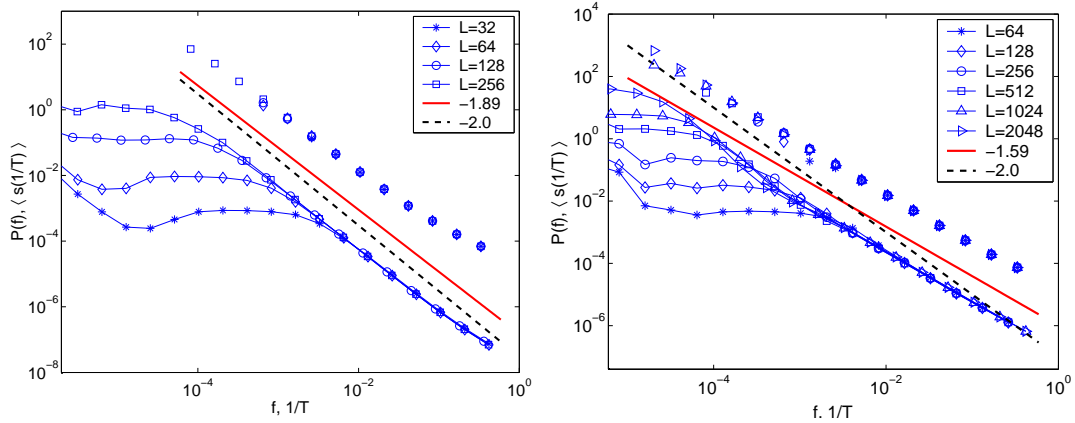 10^2
10^0
10^-2
10^-4
10^-6
10^-8
10^-4
10^-2
10^0
P(f), ⟨ s(1/T) ⟩
f, 1/T
L=32
L=64
L=128
L=256
−1.89
−2.0
10^6
10^4
10^2
10^0
10^-2
10^-4
10^-6
10^-4
10^-2
10^0
P(f), ⟨ s(1/T) ⟩
f, 1/T
L=64
L=128
L=256
L=512
L=1024
L=2048
−1.59
−2.0